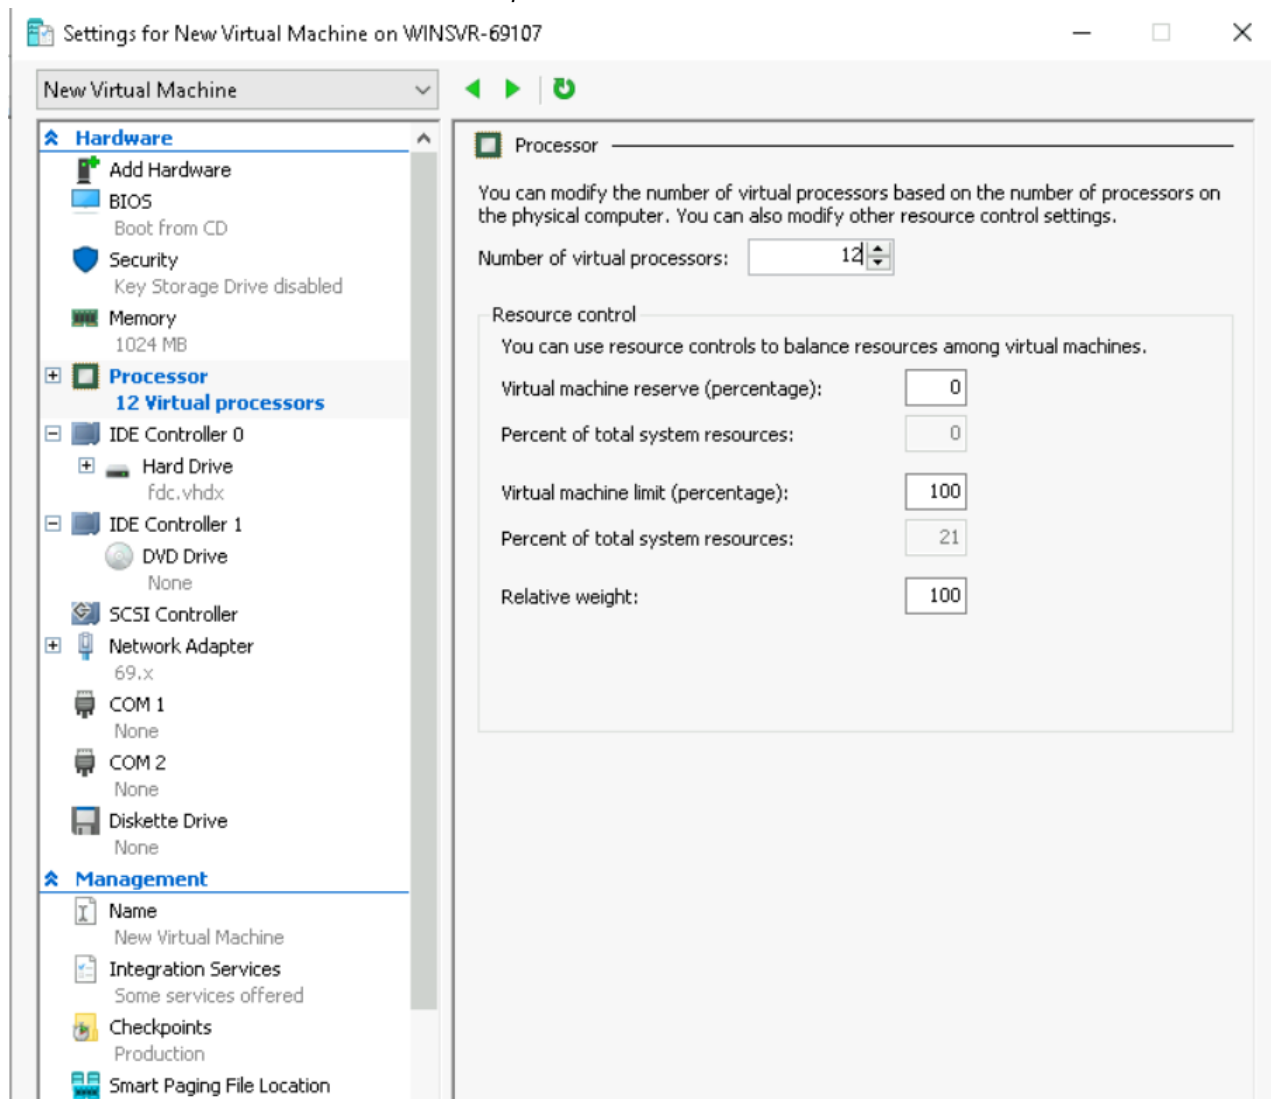 Settings for New Virtual Machine on WINSVR-69107
New Virtual Machine
Hardware
Add Hardware
BIOS
Boot from CD
Security
Key Storage Drive disabled
Memory
1024 MB
Processor
12 Virtual processors
IDE Controller 0
Hard Drive
fdc.vhdx
IDE Controller 1
DVD Drive
None
SCSI Controller
Network Adapter
69.x
COM 1
None
COM 2
None
Diskette Drive
None
Management
Name
New Virtual Machine
Integration Services
Some services offered
Checkpoints
Production
Smart Paging File Location
Processor
You can modify the number of virtual processors based on the number of processors on
the physical computer. You can also modify other resource control settings.
Number of virtual processors: 12
Resource control
You can use resource controls to balance resources among virtual machines.
Virtual machine reserve (percentage): 0
Percent of total system resources: 0
Virtual machine limit (percentage): 100
Percent of total system resources: 21
Relative weight: 100